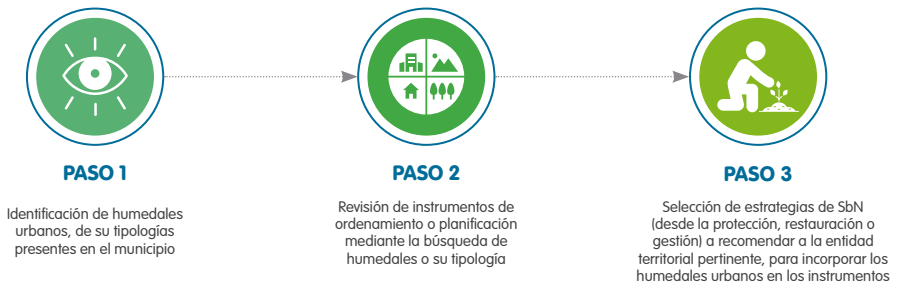 PASO 1
Identificación de humedales
urbanos, de su tipologías
presentes en el municipio
PASO 2
Revisión de instrumentos de
ordenamiento o planificación
mediante la búsqueda de
humedales o su tipología
PASO 3
Selección de estrategias de SbN
(desde la protección, restauración o
gestión) a recomendar a la entidad
territorial pertinente, para incorporar los
humedales urbanos en los instrumentos